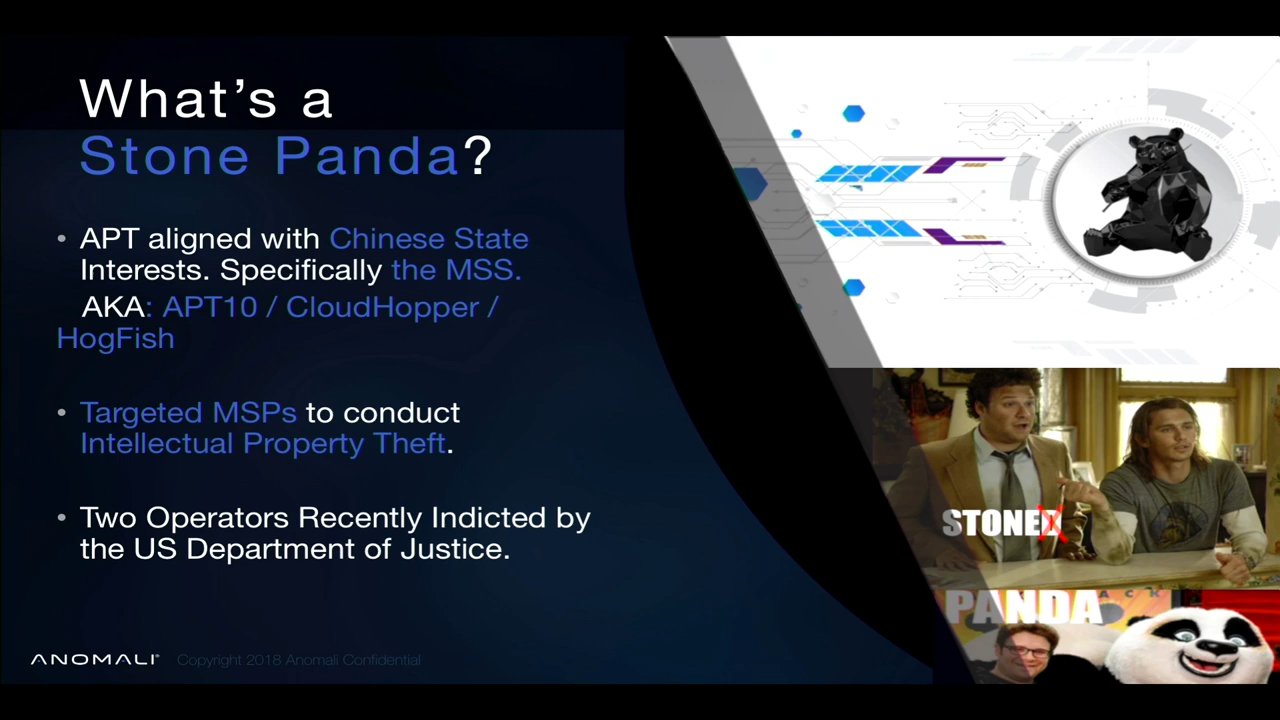 What's a
Stone Panda?
• APT aligned with Chinese State
Interests. Specifically the MSS.
AKA: APT10 / CloudHopper /
HogFish
• Targeted MSPs to conduct
Intellectual Property Theft.
• Two Operators Recently Indicted by
the US Department of Justice.
STONED
PANDA
ANOMALI® Copyright 2018 Anomali Confidential